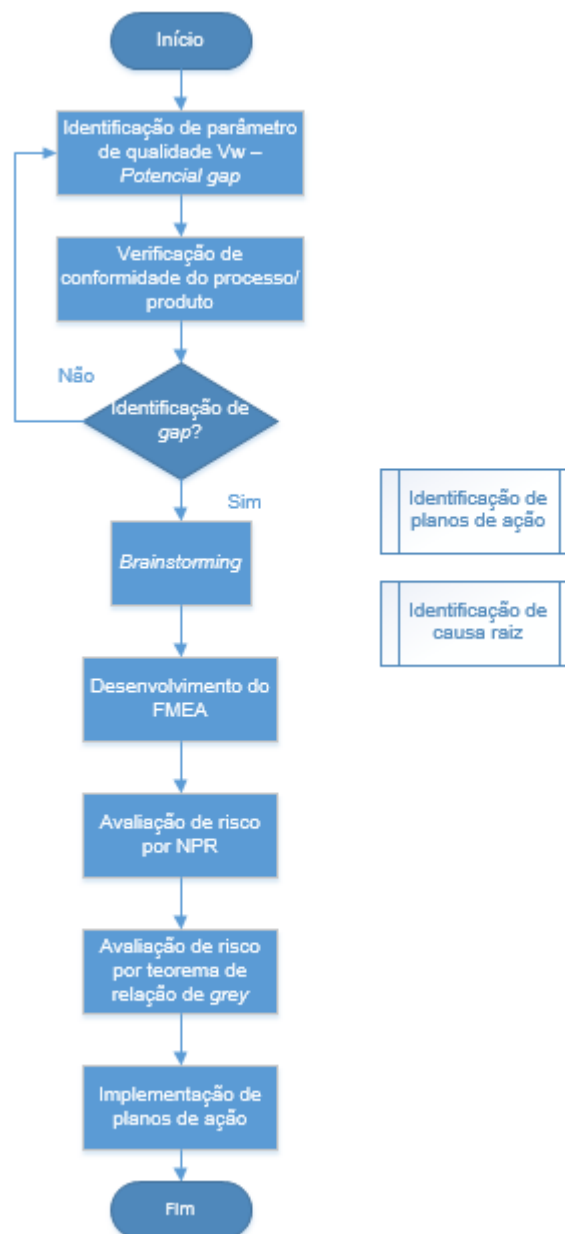 Início
Identificação de parâmetro
de qualidade Vw –
Potencial gap
Verificação de
conformidade do processo/
produto
Não
Identificação de
gap?
Sim
Identificação de
planos de ação
Brainstorming
Identificação de
causa raiz
Desenvolvimento do
FMEA
Avaliação de risco
por NPR
Avaliação de risco
por teorema de
relação de grey
Implementação de
planos de ação
Fim